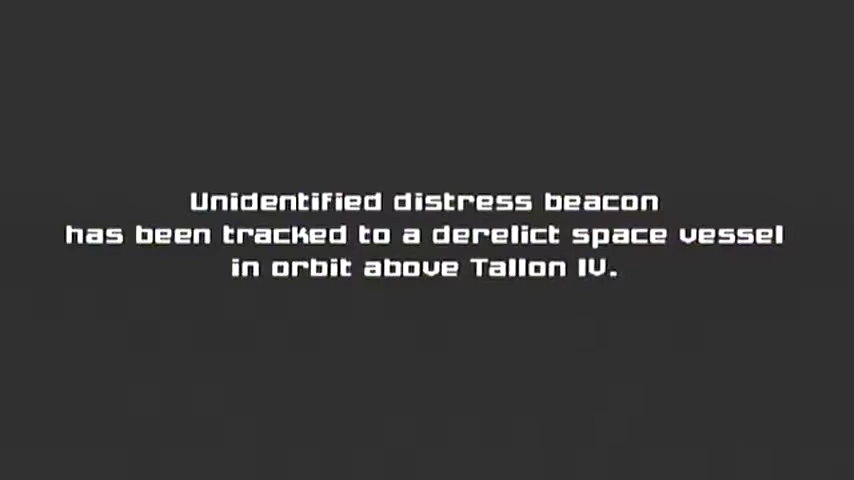 Unidentified distress beacon
has been tracked to a derelict space vessel
in orbit above Tallon IV.